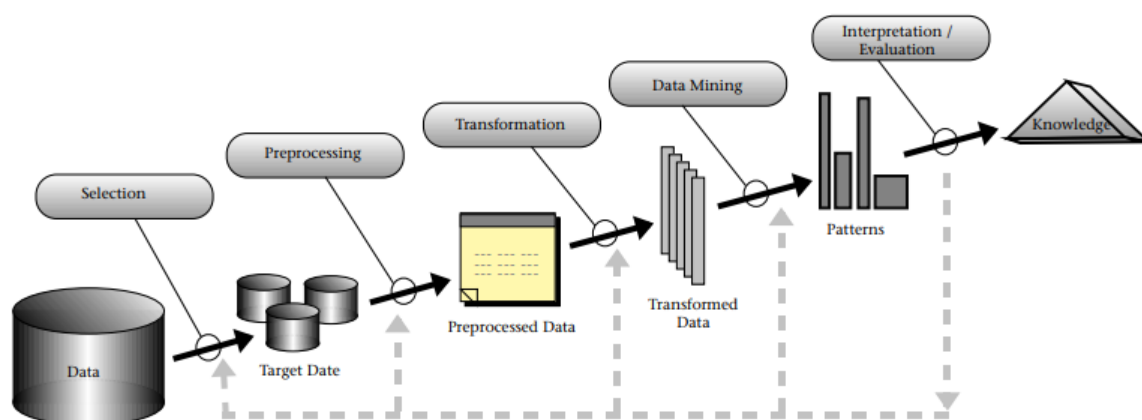 Interpretation /
Evaluation
Data Mining
Transformation
Preprocessing
Selection
Knowledge
Patterns
Transformed
Data
Preprocessed Data
Target Date
Data